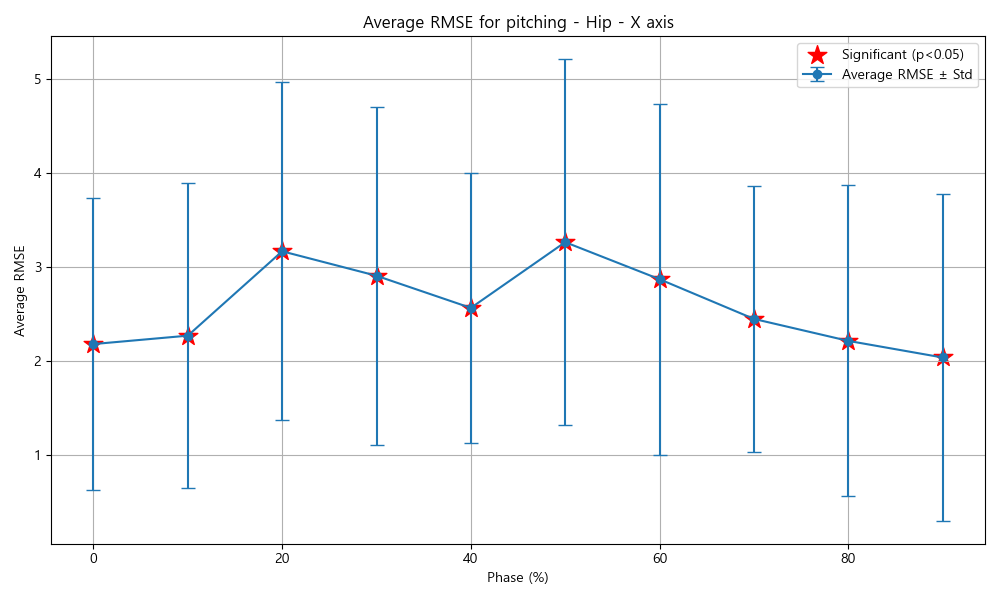 Average RMSE for pitching - Hip - X axis
Significant (p<0.05)
Average RMSE ± Std
Average RMSE
5
4
3
2
1
0
20
40
60
80
Phase (%)